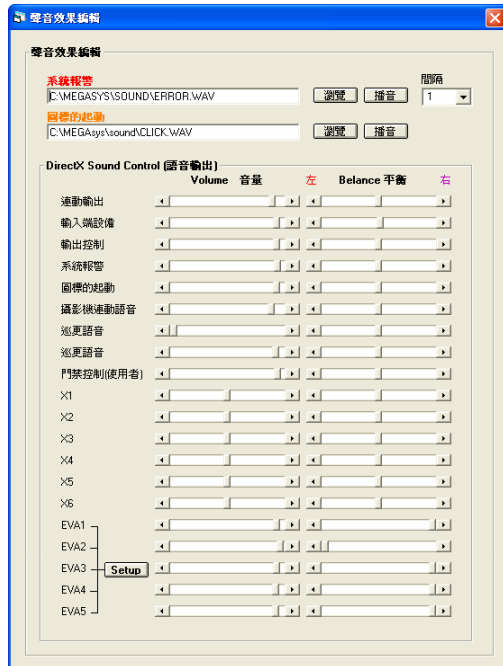 聲音效果編輯
聲音效果編輯
系統報警
間隔
C:\MEGASYS\SOUND\ERROR.WAV 瀏覽 播音 1
圖標的起動
C:\MEGAsys\sound\CLICK.WAV 瀏覽 播音
DirectX Sound Control (語音輸出)
Volume 音量 左 Belance 平衡 右
連動輸出
輸入端設備
輸出控制
系統報警
圖標的起動
攝影機連動語音
巡更語音
巡更語音
門禁控制(使用者)
X1
X2
X3
X4
X5
X6
EVA1
EVA2
EVA3 Setup
EVA4
EVA5